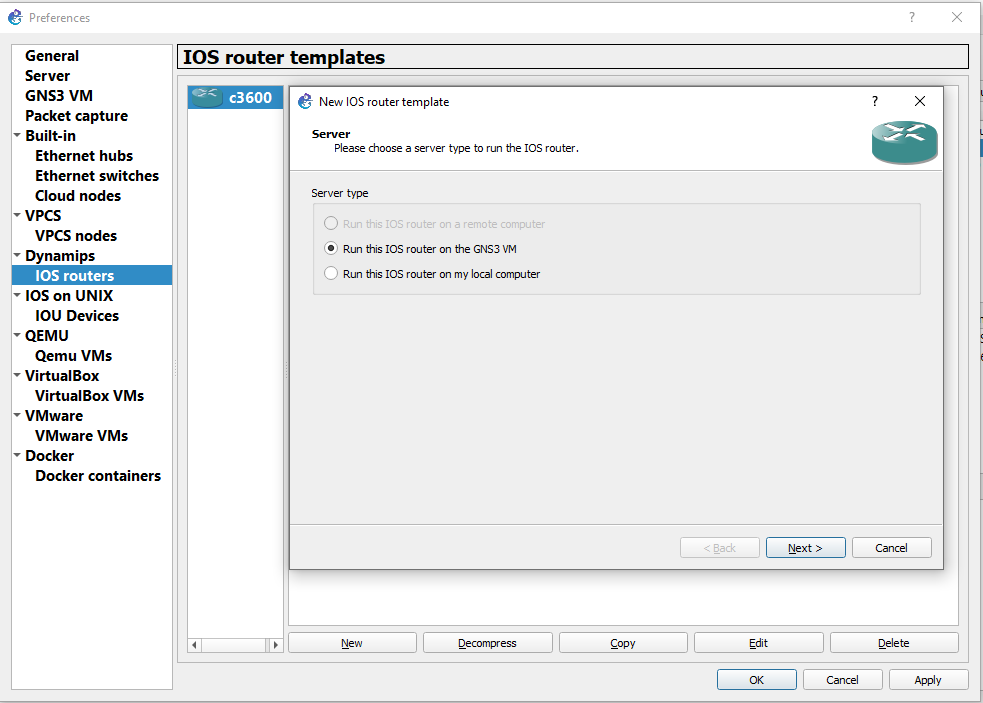 Preferences
?
General
Server
GNS3 VM
Packet capture
Built-in
Ethernet hubs
Ethernet switches
Cloud nodes
VPCS
VPCS nodes
Dynamips
IOS routers
IOS on UNIX
IOU Devices
QEMU
Qemu VMs
VirtualBox
VirtualBox VMs
VMware
VMware VMs
Docker
Docker containers
IOS router templates
c3600
New IOS router template
?
Server
Please choose a server type to run the IOS router.
Server type
Run this IOS router on a remote computer
Run this IOS router on the GNS3 VM
Run this IOS router on my local computer
< Back
Next >
Cancel
New
Decompress
Copy
Edit
Delete
OK
Cancel
Apply